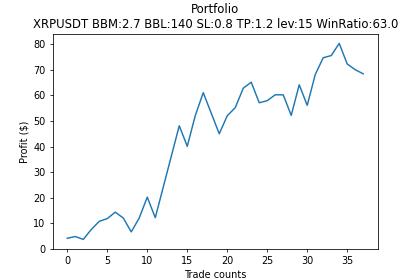 Portfolio
XRPUSDT BBM:2.7 BBL:140 SL:0.8 TP:1.2 lev:15 WinRatio:63.0
80
70
60
50
40
30
20
10
0
Profit ($)
0 5 10 15 20 25 30 35
Trade counts